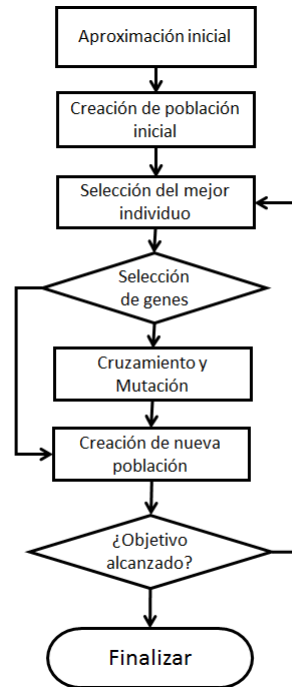 Aproximación inicial
Creación de población
inicial
Selección del mejor
individuo
Selección
de genes
Cruzamiento y
Mutación
Creación de nueva
población
¿Objetivo
alcanzado?
Finalizar